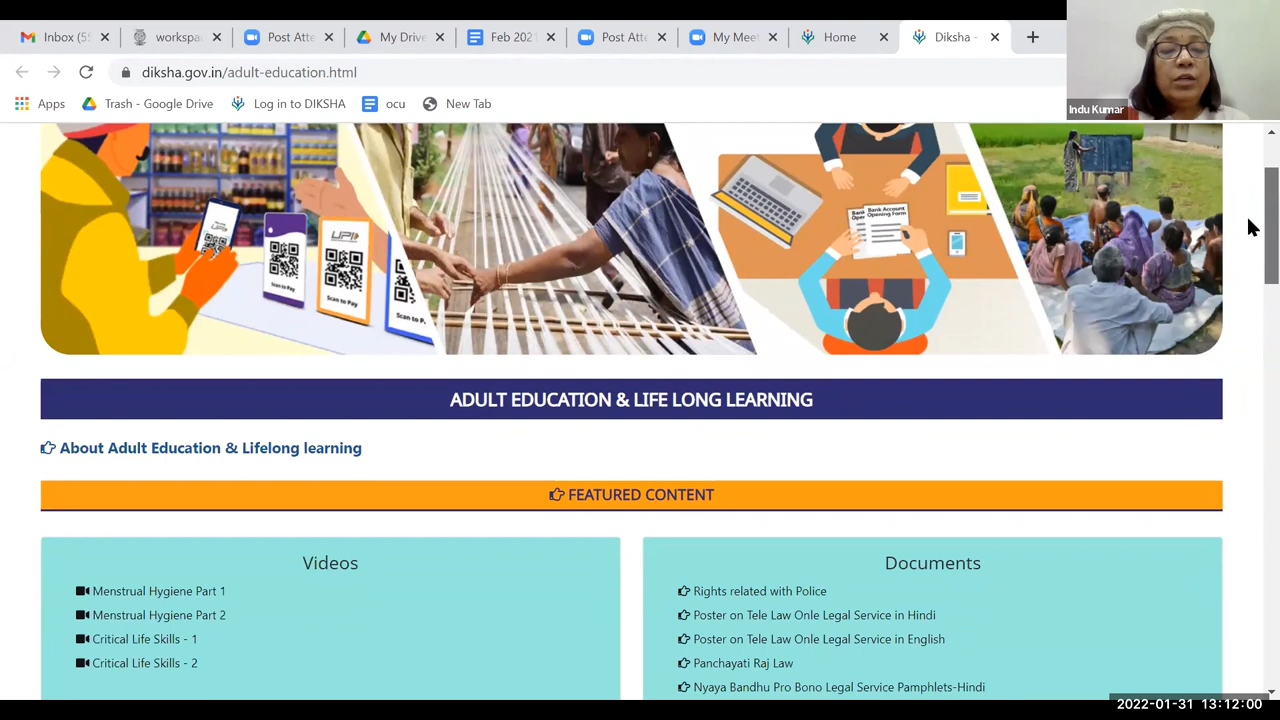 Inbox (5
workspa
Post Atte
My Drive
Feb 2021
Post Atte
My Meet
Home
Diksha -
diksha.gov.in/adult-education.html
Apps
Trash - Google Drive
Log in to DIKSHA
ocu
New Tab
Indu Kumar
UPI
Scan to Pay
Scan to Pay
Scan to P
Bank Account
Opening Form
ADULT EDUCATION & LIFE LONG LEARNING
About Adult Education & Lifelong learning
FEATURED CONTENT
Videos
Menstrual Hygiene Part 1
Menstrual Hygiene Part 2
Critical Life Skills - 1
Critical Life Skills - 2
Documents
Rights related with Police
Poster on Tele Law Onle Legal Service in Hindi
Poster on Tele Law Onle Legal Service in English
Panchayati Raj Law
Nyaya Bandhu Pro Bono Legal Service Pamphlets-Hindi
2022-01-31 13:12:00